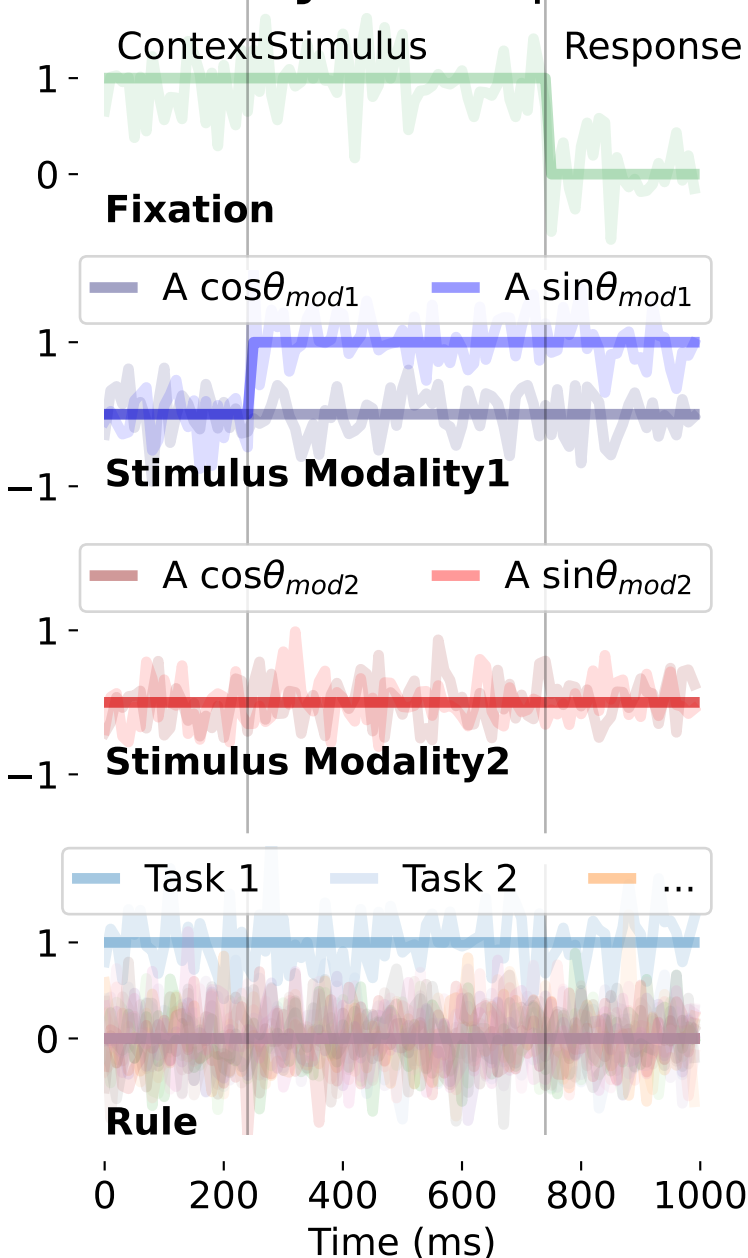 Context Stimulus Response
1
0
Fixation
A cosθmod1 A sinθmod1
1
−1
Stimulus Modality1
A cosθmod2 A sinθmod2
1
−1
Stimulus Modality2
Task 1 Task 2 ...
1
0
Rule
0 200 400 600 800 1000
Time (ms)